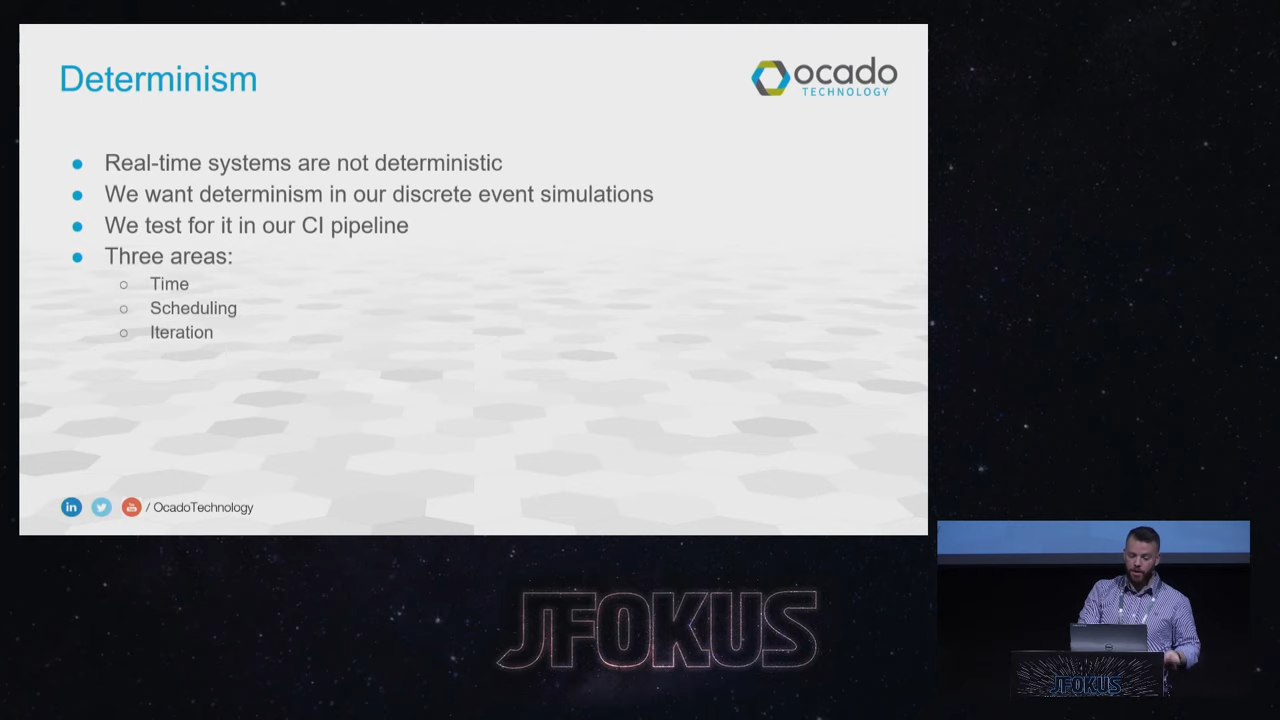 Determinism
ocado
TECHNOLOGY
Real-time systems are not deterministic
We want determinism in our discrete event simulations
We test for it in our CI pipeline
Three areas:
Time
Scheduling
Iteration
in
/ OcadoTechnology
JFOKUS
JFOKUS